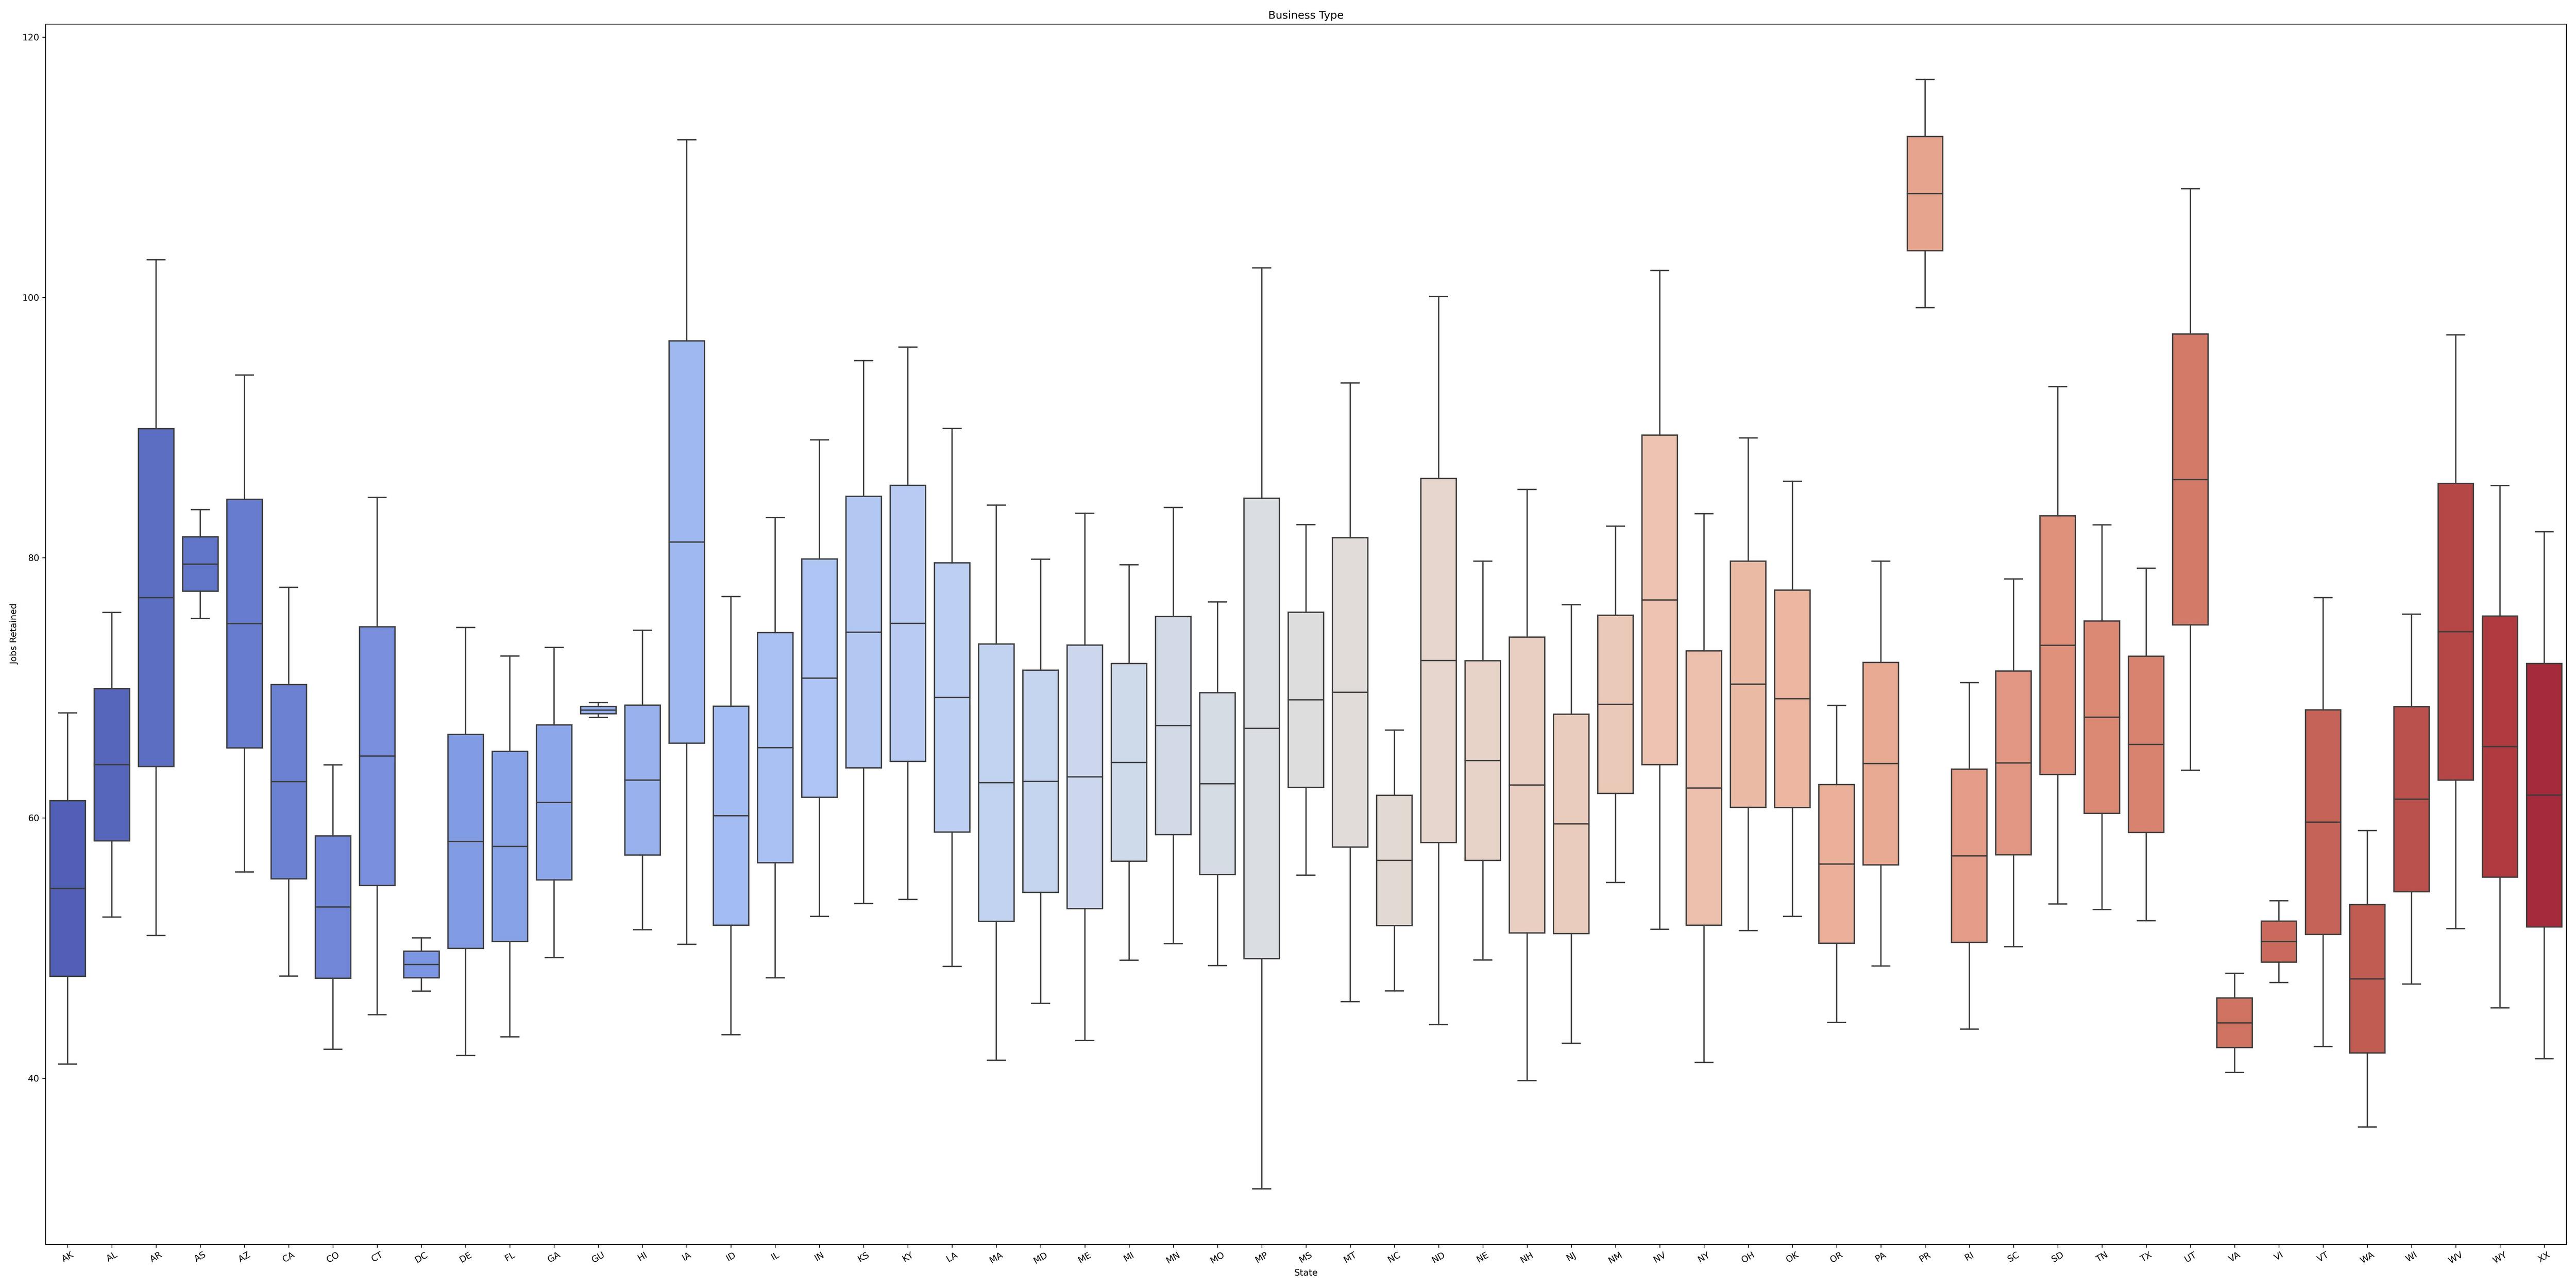 Business Type
120
100
80
60
40
Jobs Retained
AK AL AR AS AZ CA CO CT DC DE FL GA GU HI IA ID IL IN KS KY LA MA MD ME MI MN MO MP MS MT NC ND NE NH NJ NM NV NY OH OK OR PA PR RI SC SD TN TX UT VA VI VT WA WI WV WY XX
State